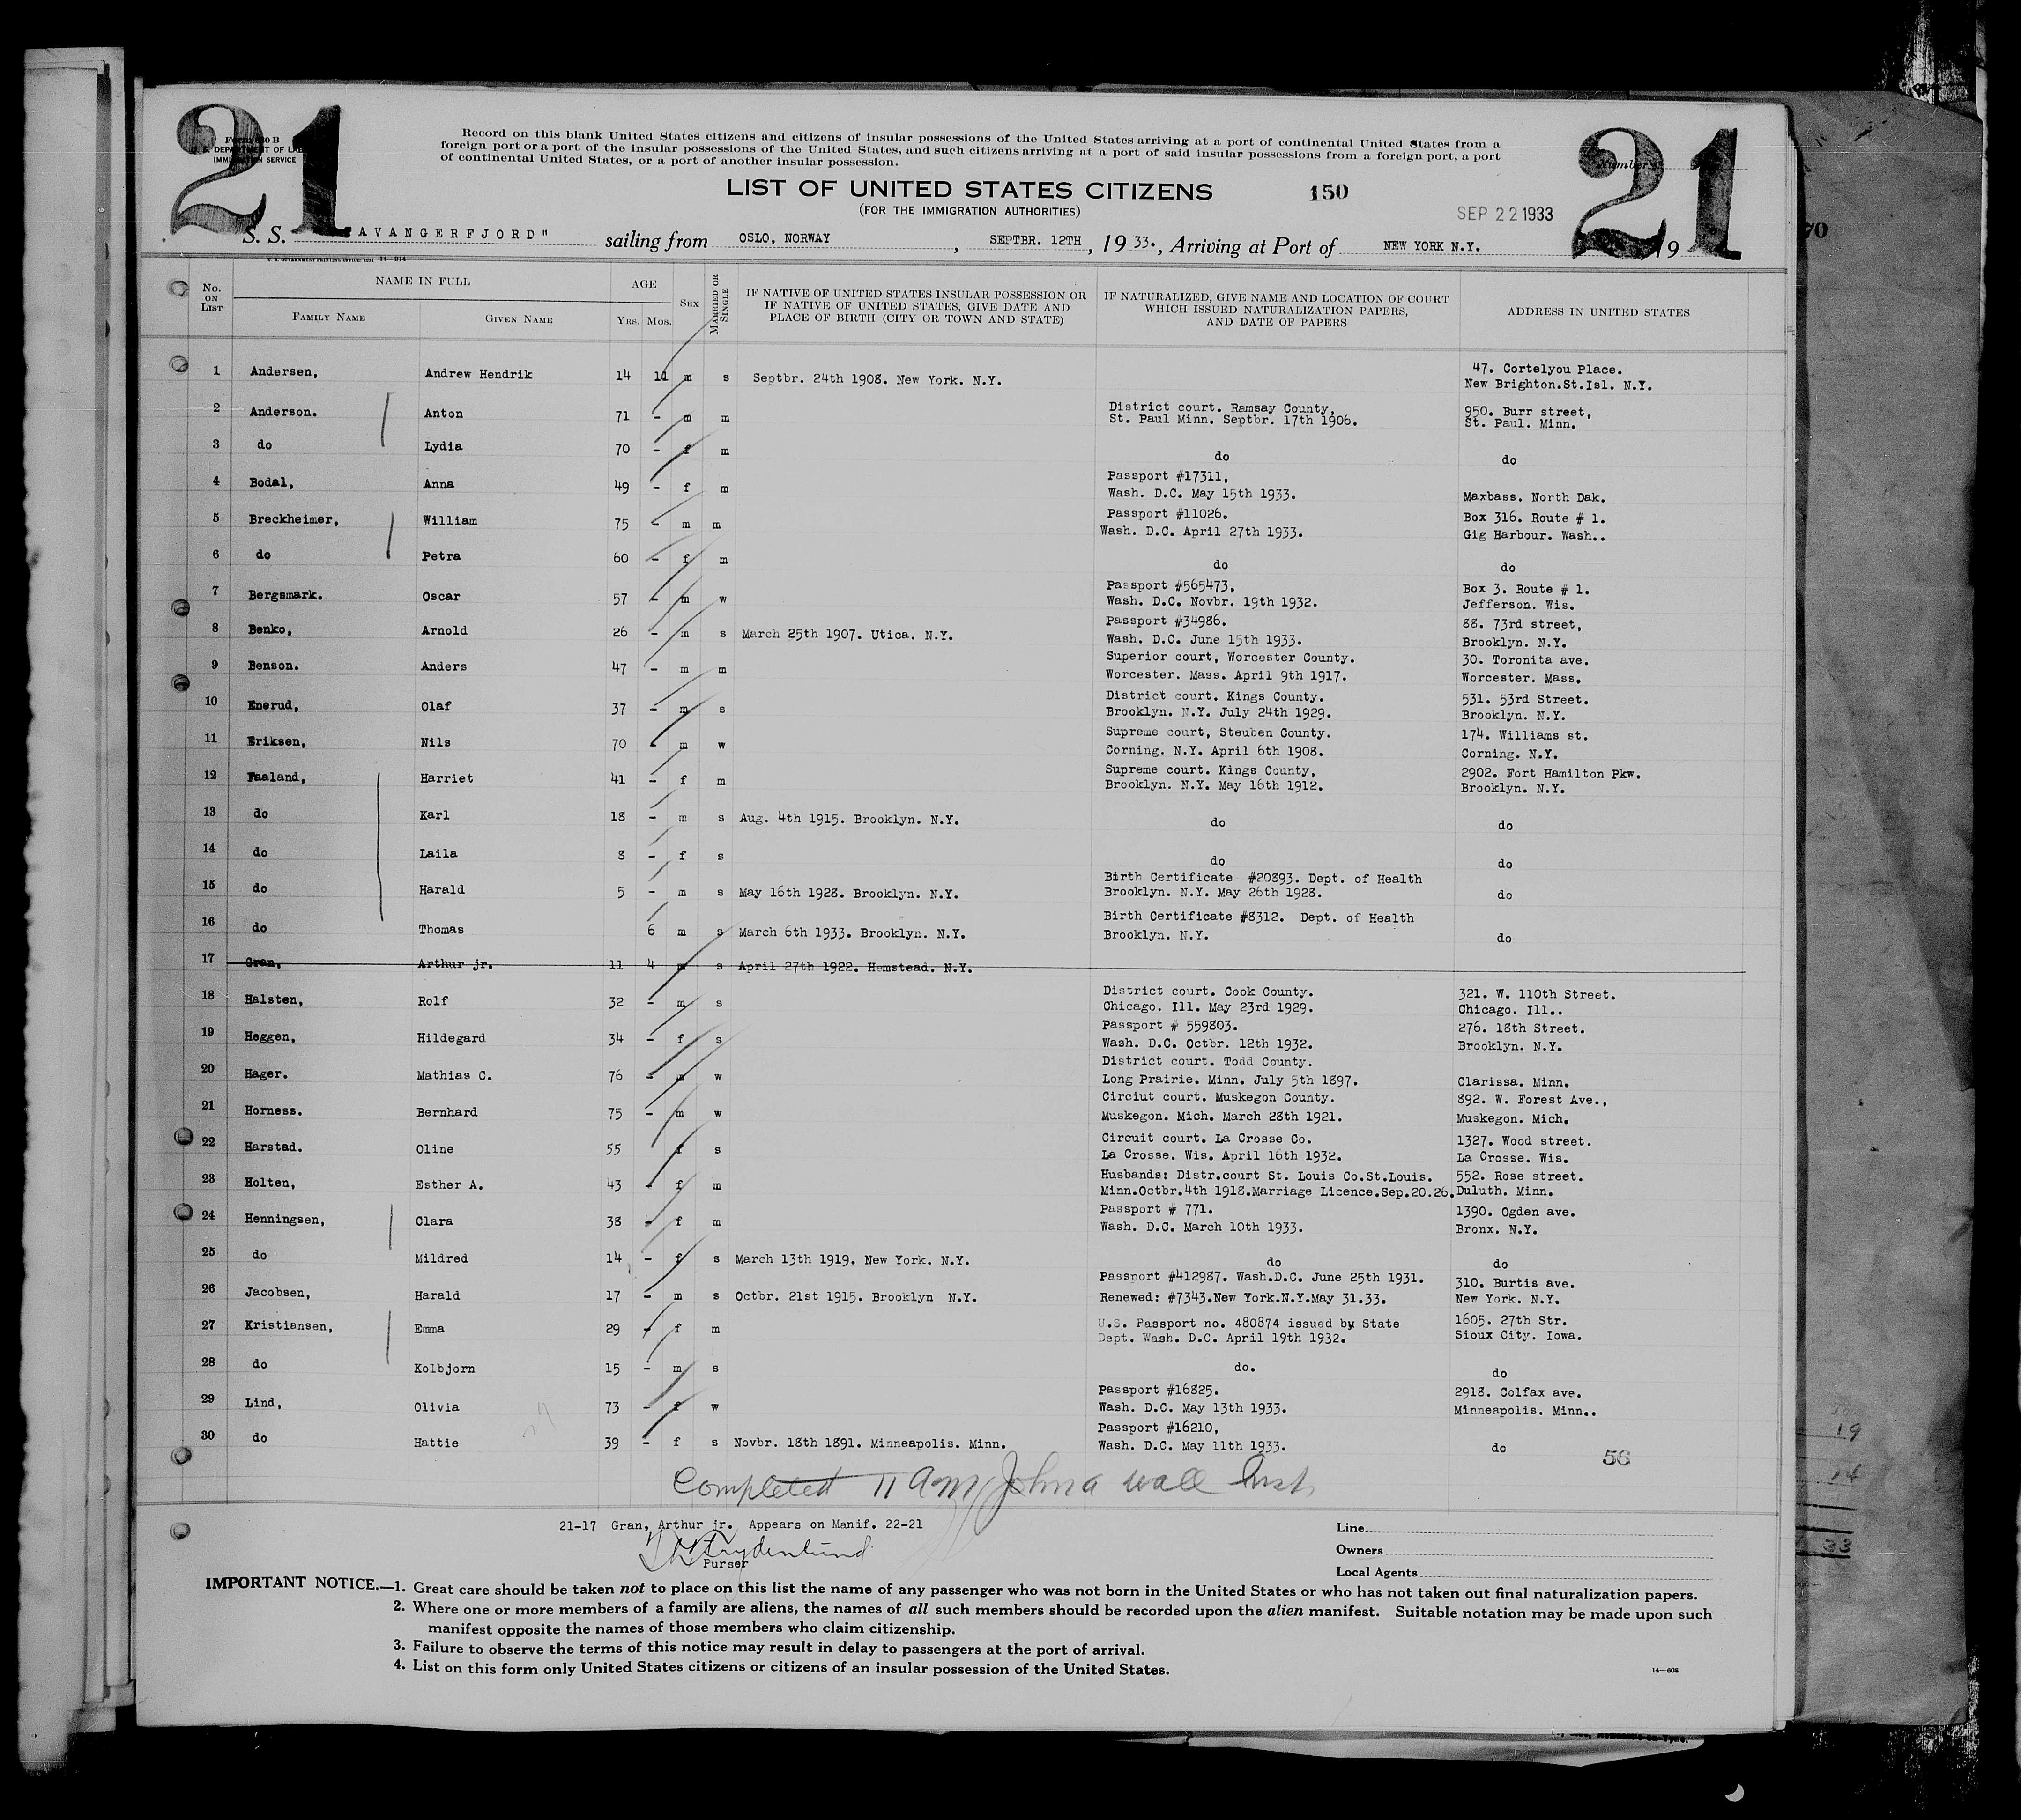 21
21
Form 630 B
U. S. DEPARTMENT OF LAB
IMMIGRATION SERVICE
Number
Record on this blank United States citizens and citizens of insular possessions of the United States arriving at a port of continental United States from a
foreign port or a port of the insular possessions of the United States, and such citizens arriving at a port of said insular possessions from a foreign port, a port
of continental United States, or a port of another insular possession.
LIST OF UNITED STATES CITIZENS 150
(FOR THE IMMIGRATION AUTHORITIES)
SEP 22 1933
S. S. AVANGERFJORD" sailing from OSLO, NORWAY, SEPTBR. 12TH, 1933., Arriving at Port of NEW YORK N.Y. 19
U. S. GOVERNMENT PRINTING OFFICE: 1931 14—914
No. ON LIST NAME IN FULL AGE SEX MARRIED OR SINGLE IF NATIVE OF UNITED STATES INSULAR POSSESSION OR IF NATIVE OF UNITED STATES, GIVE DATE AND PLACE OF BIRTH (CITY OR TOWN AND STATE) IF NATURALIZED, GIVE NAME AND LOCATION OF COURT WHICH ISSUED NATURALIZATION PAPERS, AND DATE OF PAPERS ADDRESS IN UNITED STATES
FAMILY NAME GIVEN NAME Yrs. Mos.
1 Andersen, Andrew Hendrik 14 11 m s Septbr. 24th 1908. New York. N.Y. 47. Cortelyou Place.
New Brighton.St.Isl. N.Y.
2 Anderson. Anton 71 - m m District court. Ramsay County, 950. Burr street,
St. Paul Minn. Septbr. 17th 1906. St. Paul. Minn.
3 do Lydia 70 - f m do do
4 Bodal, Anna 49 - f m Passport #17311,
Wash. D.C. May 15th 1933. Maxbass. North Dak.
5 Breckheimer, William 75 - m m Passport #11026. Box 316. Route # 1.
Wash. D.C. April 27th 1933. Gig Harbour. Wash..
6 do Petra 60 - f m do do
7 Bergsmark. Oscar 57 - m w Passport #565473, Box 3. Route # 1.
Wash. D.C. Novbr. 19th 1932. Jefferson. Wis.
8 Benko, Arnold 26 - m s March 25th 1907. Utica. N.Y. Passport #34986. 88. 73rd street,
Wash. D.C. June 15th 1933. Brooklyn. N.Y.
9 Benson. Anders 47 - m m Superior court, Worcester County. 30. Toronita ave.
Worcester. Mass. April 9th 1917. Worcester. Mass.
10 Enerud, Olaf 37 - m s District court. Kings County. 531. 53rd Street.
Brooklyn. N.Y. July 24th 1929. Brooklyn. N.Y.
11 Eriksen, Nils 70 - m w Supreme court, Steuben County. 174. Williams st.
Corning. N.Y. April 6th 1908. Corning. N.Y.
12 Faaland, Harriet 41 - f m Supreme court. Kings County, 2902. Fort Hamilton Pkw.
Brooklyn. N.Y. May 16th 1912. Brooklyn. N.Y.
13 do Karl 18 - m s Aug. 4th 1915. Brooklyn. N.Y. do do
14 do Laila 8 - f s do do
15 do Harald 5 - m s May 16th 1928. Brooklyn. N.Y. Birth Certificate #20893. Dept. of Health
Brooklyn. N.Y. May 26th 1928. do
16 do Thomas 6 m s March 6th 1933. Brooklyn. N.Y. Birth Certificate #8312. Dept. of Health
Brooklyn. N.Y. do
17 Gran, Arthur jr. 11 4 m s April 27th 1922. Hemstead. N.Y.
18 Halsten, Rolf 32 - m s District court. Cook County. 321. W. 110th Street.
Chicago. Ill. May 23rd 1929. Chicago. Ill..
19 Heggen, Hildegard 34 - f s Passport # 559803. 276. 18th Street.
Wash. D.C. Octbr. 12th 1932. Brooklyn. N.Y.
20 Hager. Mathias C. 76 - m w District court. Todd County.
Long Prairie. Minn. July 5th 1897. Clarissa. Minn.
21 Horness. Bernhard 75 - m w Circiut court. Muskegon County. 892. W. Forest Ave.,
Muskegon. Mich. March 28th 1921. Muskegon. Mich.
22 Harstad. Oline 55 f s Circuit court. La Crosse Co. 1327. Wood street.
La Crosse. Wis. April 16th 1932. La Crosse. Wis.
23 Holten, Esther A. 43 - f m Husbands: Distr.court St. Louis Co.St.Louis. 552. Rose street.
Minn.Octbr.4th 1918.Marriage Licence.Sep.20.26. Duluth. Minn.
24 Henningsen, Clara 38 - f m Passport # 771. 1390. Ogden ave.
Wash. D.C. March 10th 1933. Bronx. N.Y.
25 do Mildred 14 - f s March 13th 1919. New York. N.Y. do do
26 Jacobsen, Harald 17 - m s Octbr. 21st 1915. Brooklyn N.Y. Passport #412987. Wash.D.C. June 25th 1931. 310. Burtis ave.
Renewed: #7343.New York.N.Y.May 31.33. New York. N.Y.
27 Kristiansen, Emma 29 - f m U.S. Passport no. 480874 issued by State 1605. 27th Str.
Dept. Wash. D.C. April 19th 1932. Sioux City. Iowa.
28 do Kolbjorn 15 - m s do. do
29 Lind, Olivia 73 - f w Passport #16825. 2918. Colfax ave.
Wash. D.C. May 13th 1933. Minneapolis. Minn..
30 do Hattie 39 - f s Novbr. 18th 1891. Minneapolis. Minn. Passport #16210,
Wash. D.C. May 11th 1933. do
56
Completed 11 am John a Wall Inst
21-17 Gran, Arthur jr. Appears on Manif. 22-21
Purser
Line
Owners
Local Agents
IMPORTANT NOTICE.—1. Great care should be taken not to place on this list the name of any passenger who was not born in the United States or who has not taken out final naturalization papers.
2. Where one or more members of a family are aliens, the names of all such members should be recorded upon the alien manifest. Suitable notation may be made upon such
manifest opposite the names of those members who claim citizenship.
3. Failure to observe the terms of this notice may result in delay to passengers at the port of arrival.
4. List on this form only United States citizens or citizens of an insular possession of the United States.
14—608
70
19
14
33